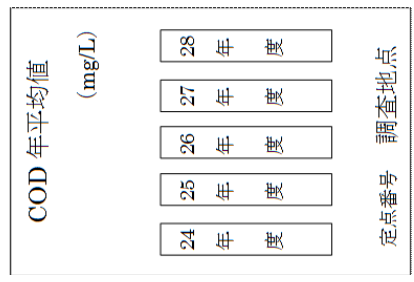 COD 年平均値
(mg/L)
24年度
25年度
26年度
27年度
28年度
定点番号 調査地点